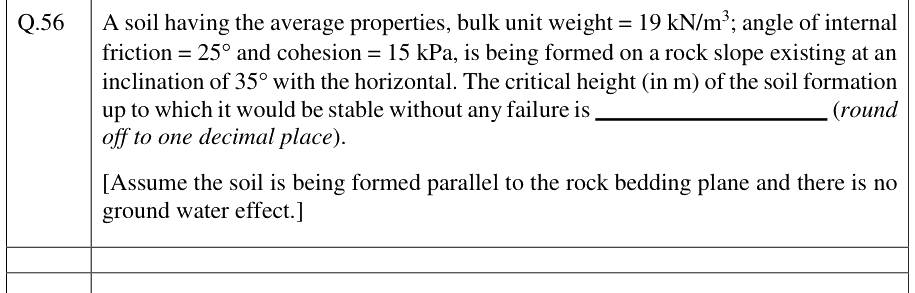 Q.56
A soil having the average properties, bulk unit weight = 19 kN/m³; angle of internal
friction = 25° and cohesion = 15 kPa, is being formed on a rock slope existing at an
inclination of 35° with the horizontal. The critical height (in m) of the soil formation
up to which it would be stable without any failure is ____________________ (round
off to one decimal place).
[Assume the soil is being formed parallel to the rock bedding plane and there is no
ground water effect.]